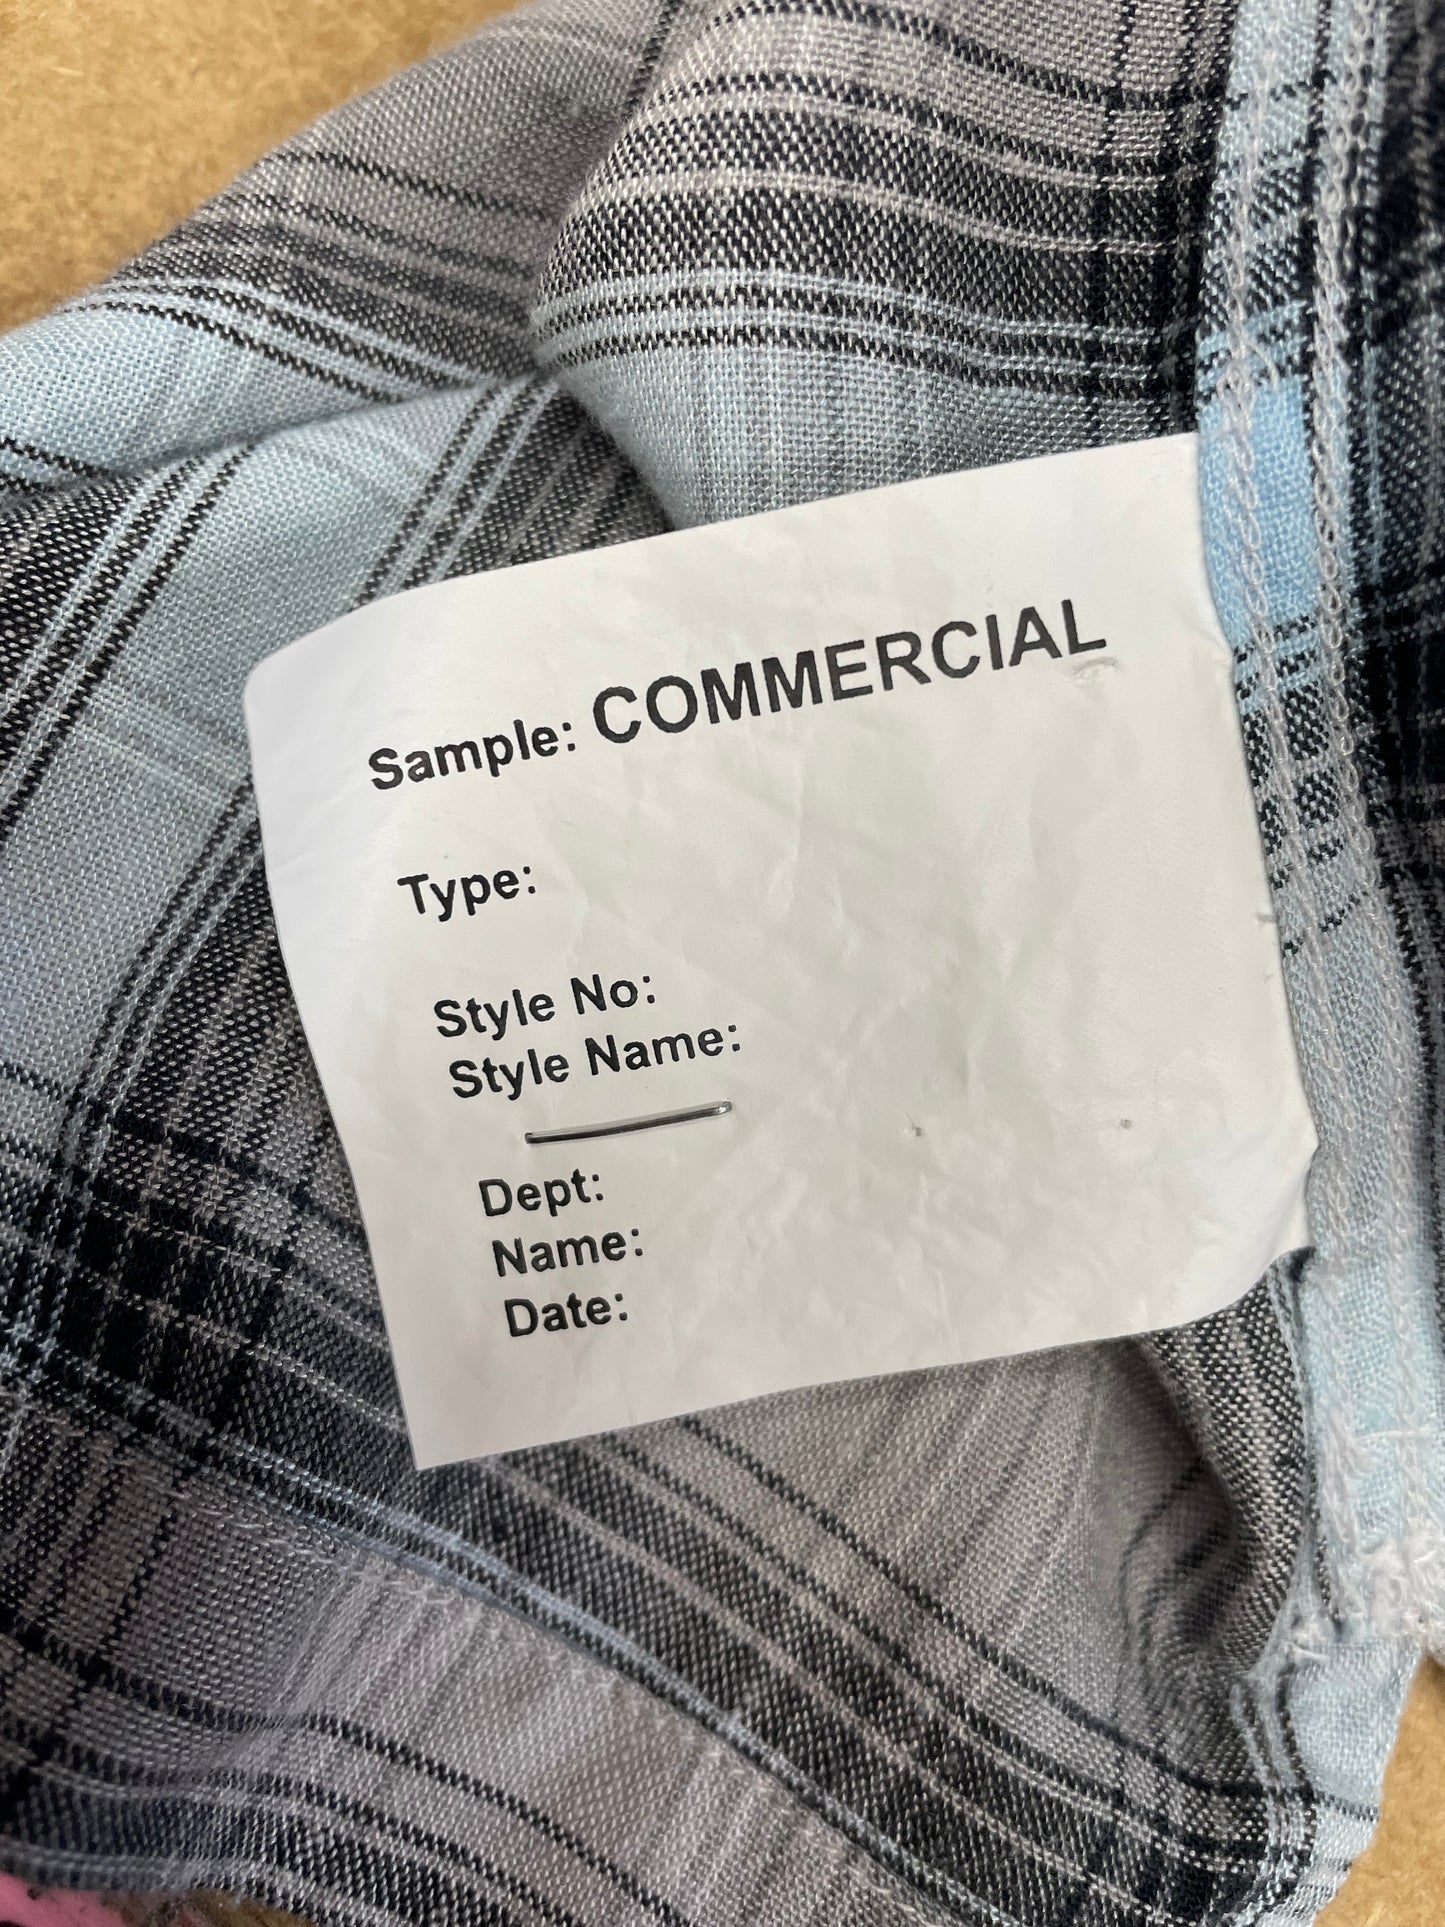 Sample: COMMERCIAL
Type:
Style No:
Style Name:
Dept:
Name:
Date: